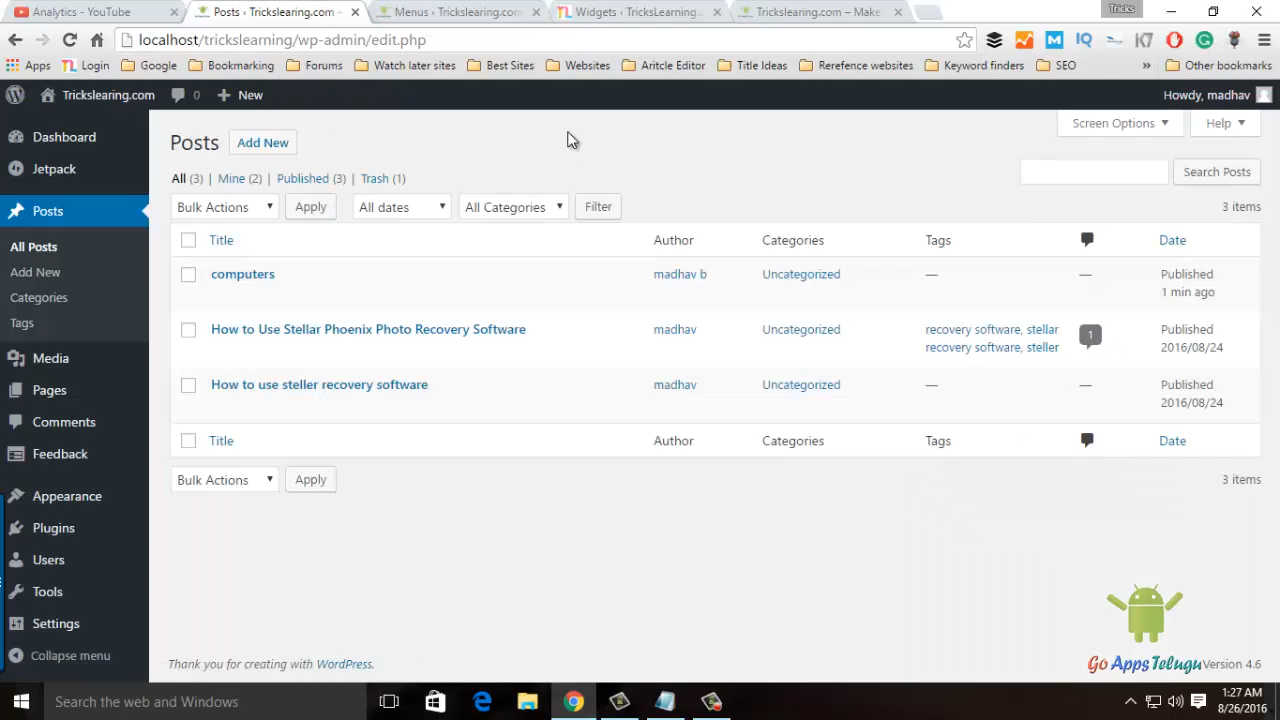 Analytics - YouTube
Posts ‹ Trickslearing.com –
Menus ‹ Trickslearing.com
Widgets ‹ TricksLearning.
Trickslearing.com – Make
Tricks
localhost/trickslearning/wp-admin/edit.php
Apps Login Google Bookmarking Forums Watch later sites Best Sites Websites Aritcle Editor Title Ideas Rerefence websites Keyword finders SEO » Other bookmarks
Trickslearing.com 0 New Howdy, madhav
Dashboard
Jetpack
Posts
All Posts
Add New
Categories
Tags
Media
Pages
Comments
Feedback
Appearance
Plugins
Users
Tools
Settings
Collapse menu
Screen Options Help
Posts Add New
All (3) | Mine (2) | Published (3) | Trash (1)
Search Posts
Bulk Actions Apply All dates All Categories Filter 3 items
Title Author Categories Tags Date
computers madhav b Uncategorized — — Published
1 min ago
How to Use Stellar Phoenix Photo Recovery Software madhav Uncategorized recovery software, stellar 1 Published
recovery software, steller 2016/08/24
How to use steller recovery software madhav Uncategorized — — Published
2016/08/24
Title Author Categories Tags Date
Bulk Actions Apply 3 items
Thank you for creating with WordPress.
Go Apps Telugu Version 4.6
Search the web and Windows
1:27 AM
8/26/2016